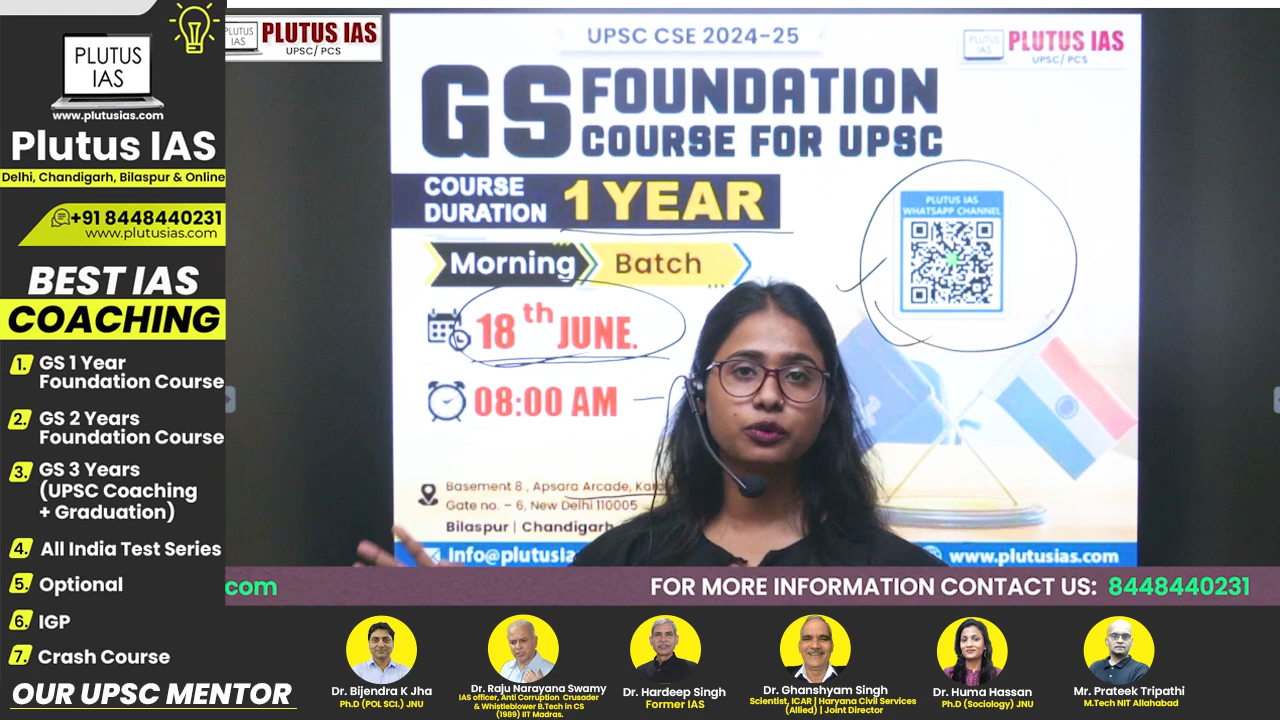 PLUTUS
IAS
www.plutusias.com
Plutus IAS
Delhi, Chandigarh, Bilaspur & Online
+91 8448440231
www.plutusias.com
BEST IAS
COACHING
1. GS 1 Year
Foundation Course
2. GS 2 Years
Foundation Course
3. GS 3 Years
(UPSC Coaching
+ Graduation)
4. All India Test Series
5. Optional
6. IGP
7. Crash Course
OUR UPSC MENTOR
PLUTUS
IAS
PLUTUS IAS
UPSC/ PCS
UPSC CSE 2024-25
PLUTUS
IAS
PLUTUS IAS
UPSC/ PCS
GS FOUNDATION
COURSE FOR UPSC
COURSE
DURATION 1 YEAR
PLUTUS IAS
WHATSAPP CHANNEL
Morning Batch
18th JUNE.
08:00 AM
Basement 8 , Apsara Arcade,
Gate no. – 6, New Delhi 110005
Bilaspur | Chandigarh
www.plutusias.com
com
FOR MORE INFORMATION CONTACT US: 8448440231
Dr. Bijendra K Jha
Ph.D (POL SCI.) JNU
Dr. Raju Narayana Swamy
IAS officer, Anti Corruption Crusader
& Whistleblower B.Tech in CS
(1989) IIT Madras.
Dr. Hardeep Singh
Former IAS
Dr. Ghanshyam Singh
Scientist, ICAR | Haryana Civil Services
(Allied) | Joint Director
Dr. Huma Hassan
Ph.D (Sociology) JNU
Mr. Prateek Tripathi
M.Tech NIT Allahabad